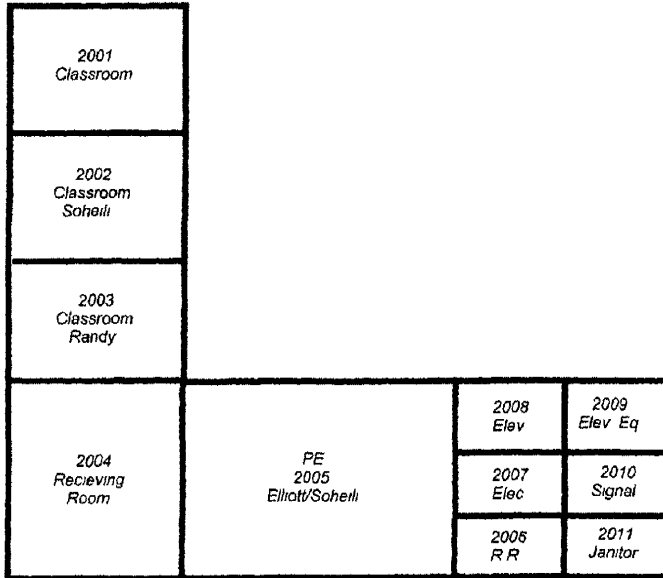 2001
Classroom
2002
Classroom
Soheili
2003
Classroom
Randy
2004
Recieving
Room
PE
2005
Elliott/Soheili
2008
Elev
2009
Elev Eq
2007
Elec
2010
Signal
2006
R R
2011
Janitor